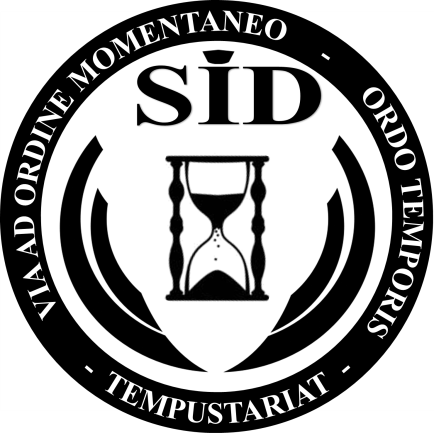 VIA AD ORDINE MOMENTANEO - ORDO TEMPORIS - TEMPUSTARIAT -
SID